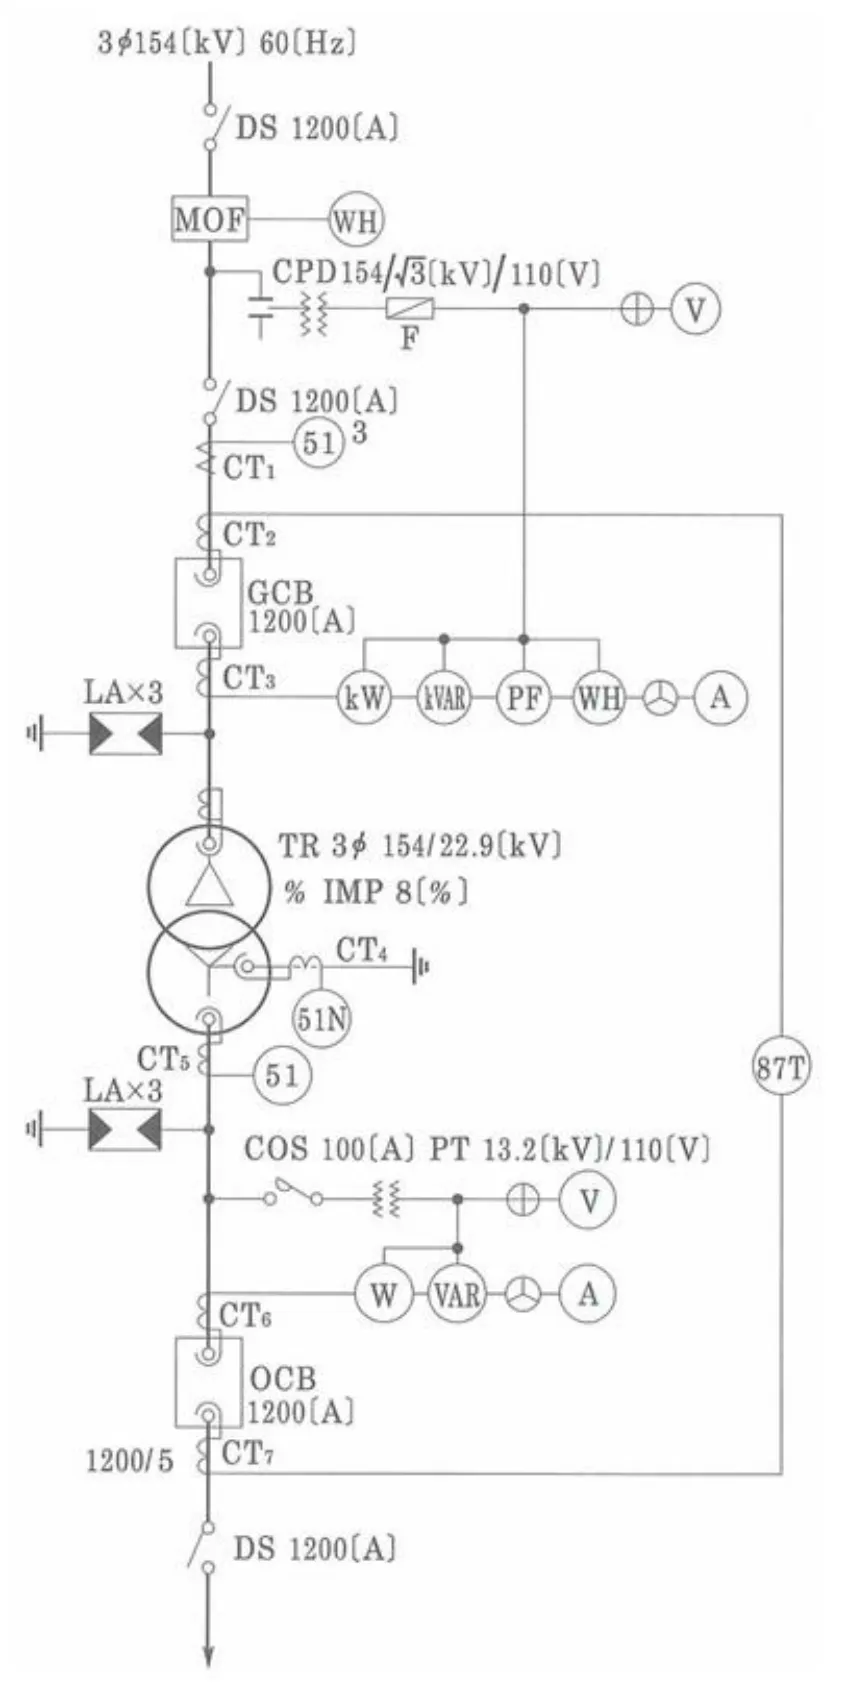 3ϕ154[kV] 60[Hz]
DS 1200[A]
MOF
WH
CPD154/√3[kV]/110[V]
F
V
DS 1200[A]
51 3
CT₁
CT₂
GCB
1200[A]
CT₃
kW
kVAR
PF
WH
A
LA×3
TR 3ϕ 154/22.9[kV]
% IMP 8[%]
CT₄
51N
CT₅
51
87T
LA×3
COS 100[A] PT 13.2[kV]/110[V]
V
W
VAR
A
CT₆
OCB
1200[A]
1200/5
CT₇
DS 1200[A]